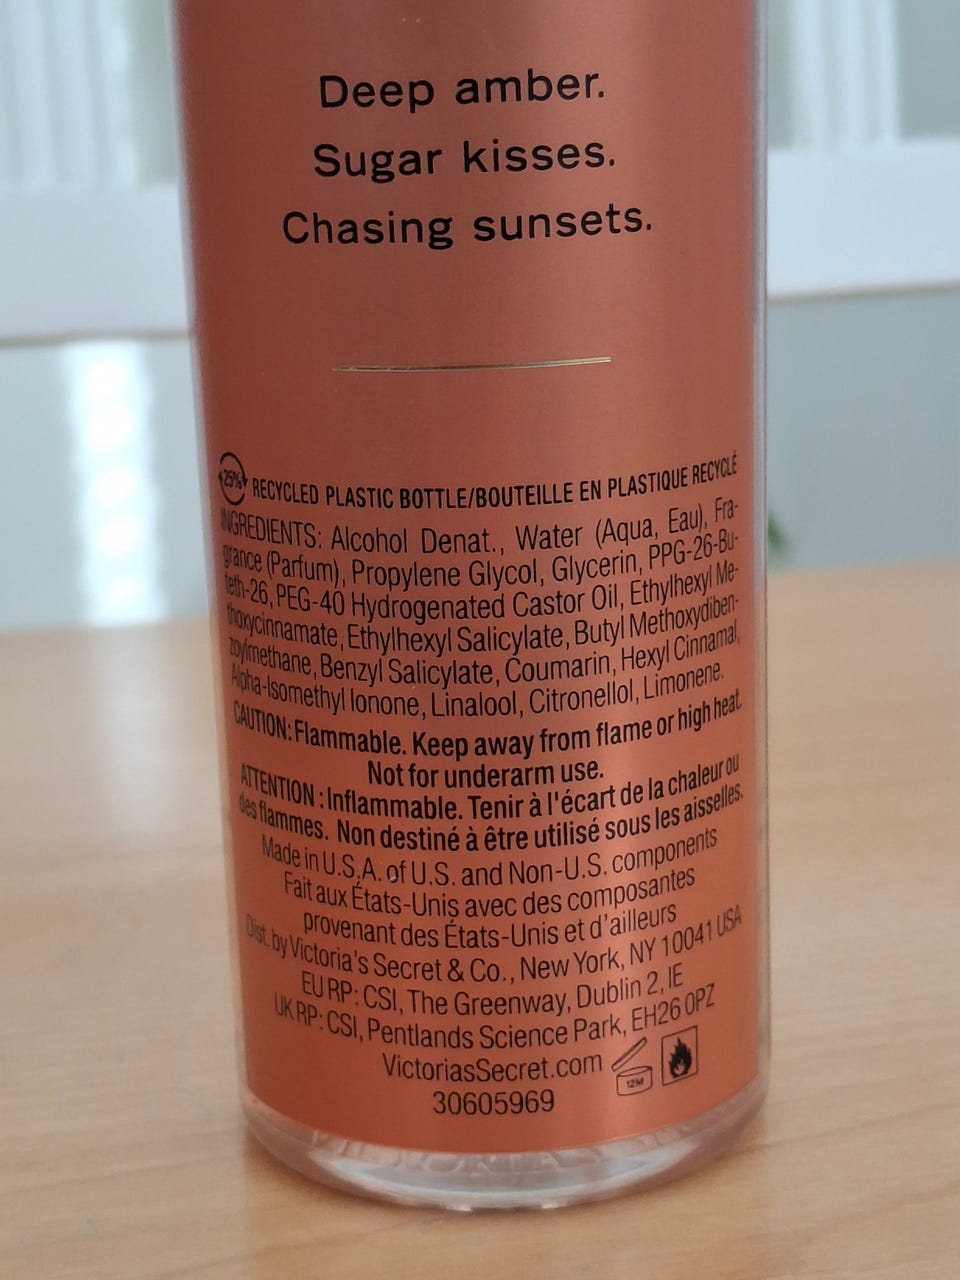 Deep amber.
Sugar kisses.
Chasing sunsets.
25% RECYCLED PLASTIC BOTTLE/BOUTEILLE EN PLASTIQUE RECYCLÉ
INGREDIENTS: Alcohol Denat., Water (Aqua, Eau), Fra-
grance (Parfum), Propylene Glycol, Glycerin, PPG-26-Bu-
teth-26, PEG-40 Hydrogenated Castor Oil, Ethylhexyl Me-
thoxycinnamate, Ethylhexyl Salicylate, Butyl Methoxydiben-
zoylmethane, Benzyl Salicylate, Coumarin, Hexyl Cinnamal,
Alpha-Isomethyl Ionone, Linalool, Citronellol, Limonene.
CAUTION: Flammable. Keep away from flame or high heat.
Not for underarm use.
ATTENTION : Inflammable. Tenir à l'écart de la chaleur ou
des flammes. Non destiné à être utilisé sous les aisselles.
Made in U.S.A. of U.S. and Non-U.S. components
Fait aux États-Unis avec des composantes
provenant des États-Unis et d'ailleurs
Dist. by Victoria's Secret & Co., New York, NY 10041 USA
EU RP: CSI, The Greenway, Dublin 2, IE
UK RP: CSI, Pentlands Science Park, EH26 0PZ
VictoriasSecret.com 12M
30605969